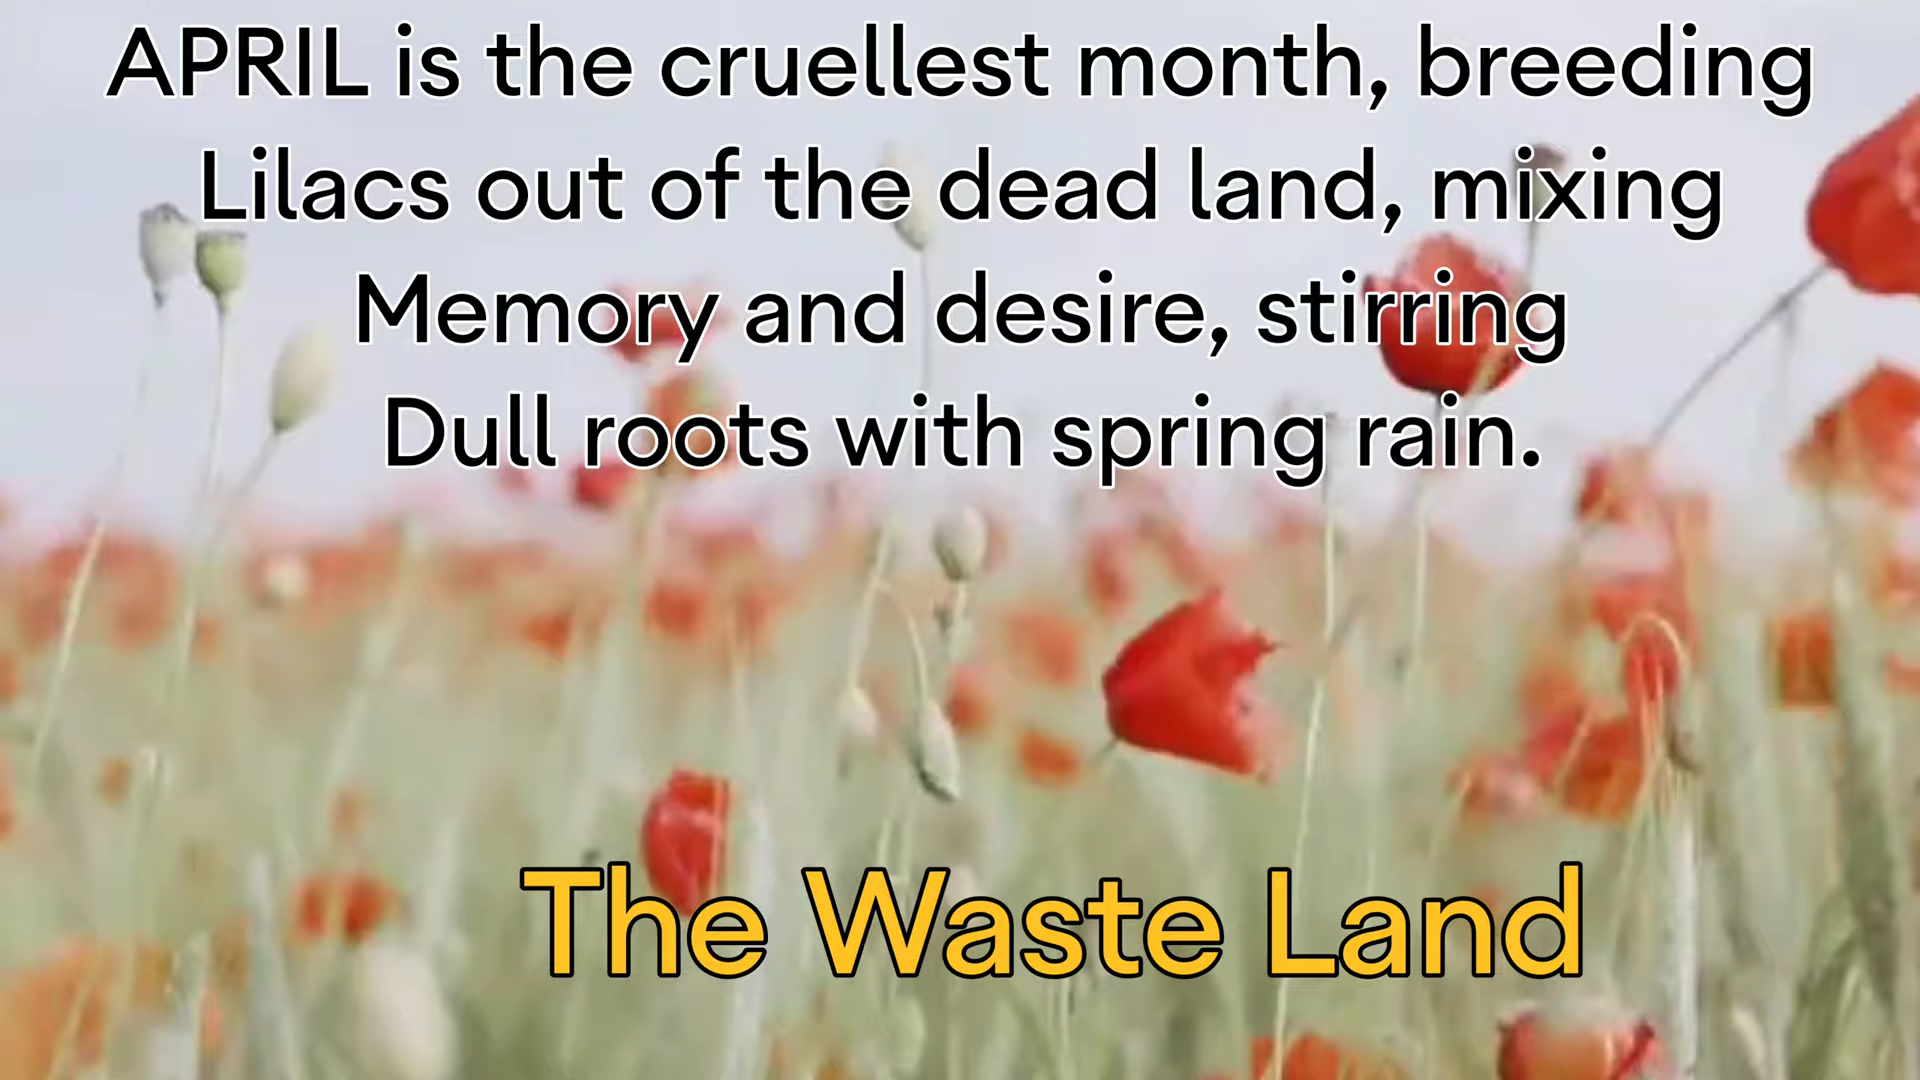 APRIL is the cruellest month, breeding
Lilacs out of the dead land, mixing
Memory and desire, stirring
Dull roots with spring rain.
The Waste Land